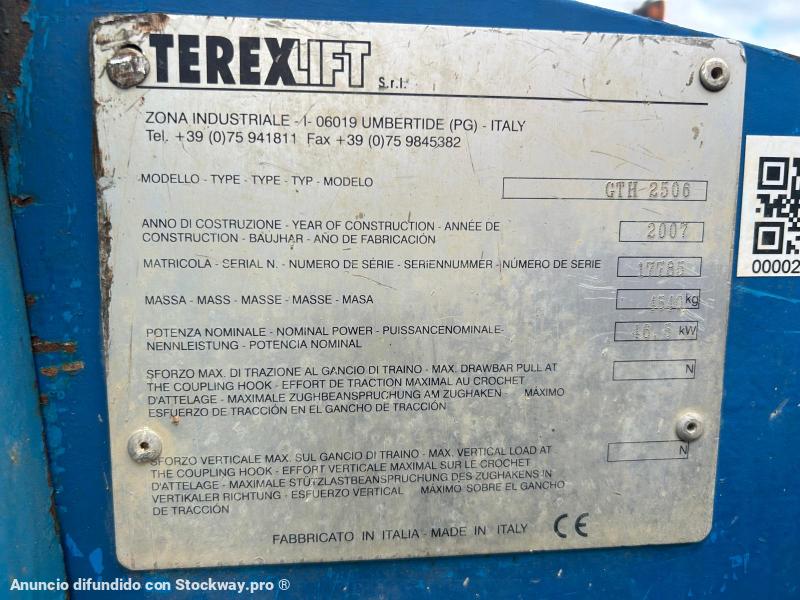 TEREXLIFT S.r.l.
ZONA INDUSTRIALE - I- 06019 UMBERTIDE (PG) - ITALY
Tel. +39 (0)75 941811 Fax +39 (0)75 9845382
MODELLO - TYPE - TYPE - TYP - MODELO GTH-2506
ANNO DI COSTRUZIONE - YEAR OF CONSTRUCTION - ANNÉE DE
CONSTRUCTION - BAUJHAR - AÑO DE FABRICACIÓN 2007
MATRICOLA - SERIAL N. - NUMERO DE SÉRIE - SERIENNUMMER - NÚMERO DE SERIE 17785
MASSA - MASS - MASSE - MASSE - MASA kg
POTENZA NOMINALE - NOMINAL POWER - PUISSANCENOMINALE-
NENNLEISTUNG - POTENCIA NOMINAL kW
SFORZO MAX. DI TRAZIONE AL GANCIO DI TRAINO - MAX. DRAWBAR PULL AT
THE COUPLING HOOK - EFFORT DE TRACTION MAXIMAL AU CROCHET
D'ATTELAGE - MAXIMALE ZUGHBEANSPRUCHUNG AM ZUGHAKEN MÁXIMO
ESFUERZO DE TRACCIÓN EN EL GANCHO DE TRACCIÓN N
SFORZO VERTICALE MAX. SUL GANCIO DI TRAINO - MAX. VERTICAL LOAD AT
THE COUPLING HOOK - EFFORT VERTICALE MAXIMAL SUR LE CROCHET
D'ATTELAGE - MAXIMALE STÜTZLASTBEANSPRUCHUNG DES ZUGHAKENS IN
VERTIKALER RICHTUNG - ESFUERZO VERTICAL MÁXIMO SOBRE EL GANCHO
DE TRACCIÓN N
FABBRICATO IN ITALIA - MADE IN ITALY CE
00002
Anuncio difundido con Stockway.pro ®